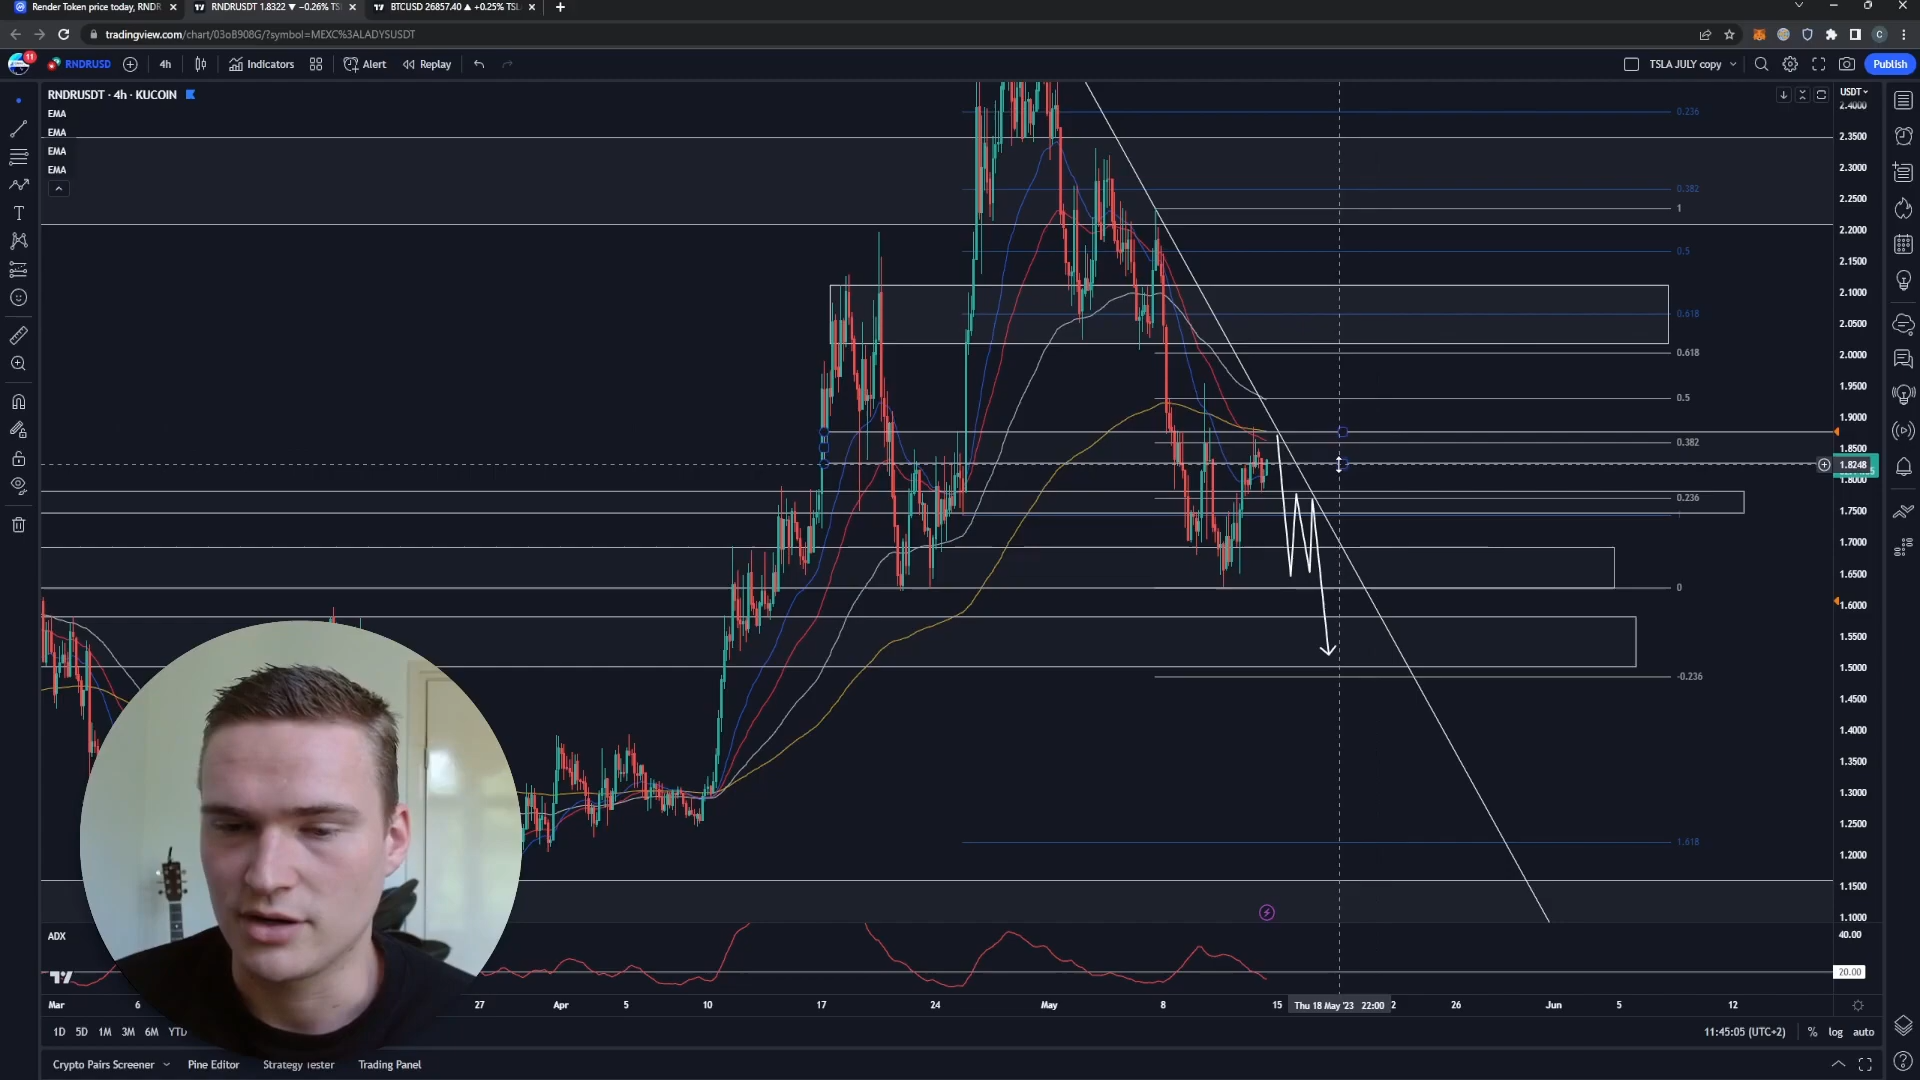 Render Token price today, RNDR
RNDRUSDT 1.8322 ▼ −0.26% TS
BTCUSD 26857.40 ▲ +0.25% TSL
tradingview.com/chart/03oB908G/?symbol=MEXC%3ALADYSUSDT
11
RNDRUSD
4h
Indicators
Alert
Replay
TSLA JULY copy
Publish
RNDRUSDT · 4h · KUCOIN
EMA
EMA
EMA
EMA
USDT
2.4000
2.3500
2.3000
2.2500
2.2000
2.1500
2.1000
2.0500
2.0000
1.9500
1.9000
1.8500
1.8248
1.8000
1.7500
1.7000
1.6500
1.6000
1.5500
1.5000
1.4500
1.4000
1.3500
1.3000
1.2500
1.2000
1.1500
1.1000
0.236
0.382
1
0.5
0.618
0.618
0.5
0.382
0.236
0
-0.236
1.618
ADX
40.00
20.00
Mar
6
27
Apr
5
10
17
24
May
8
15
Thu 18 May '23 22:00
2
26
Jun
5
12
1D 5D 1M 3M 6M YTD
11:45:05 (UTC+2)
% log auto
Crypto Pairs Screener
Pine Editor
Strategy Tester
Trading Panel